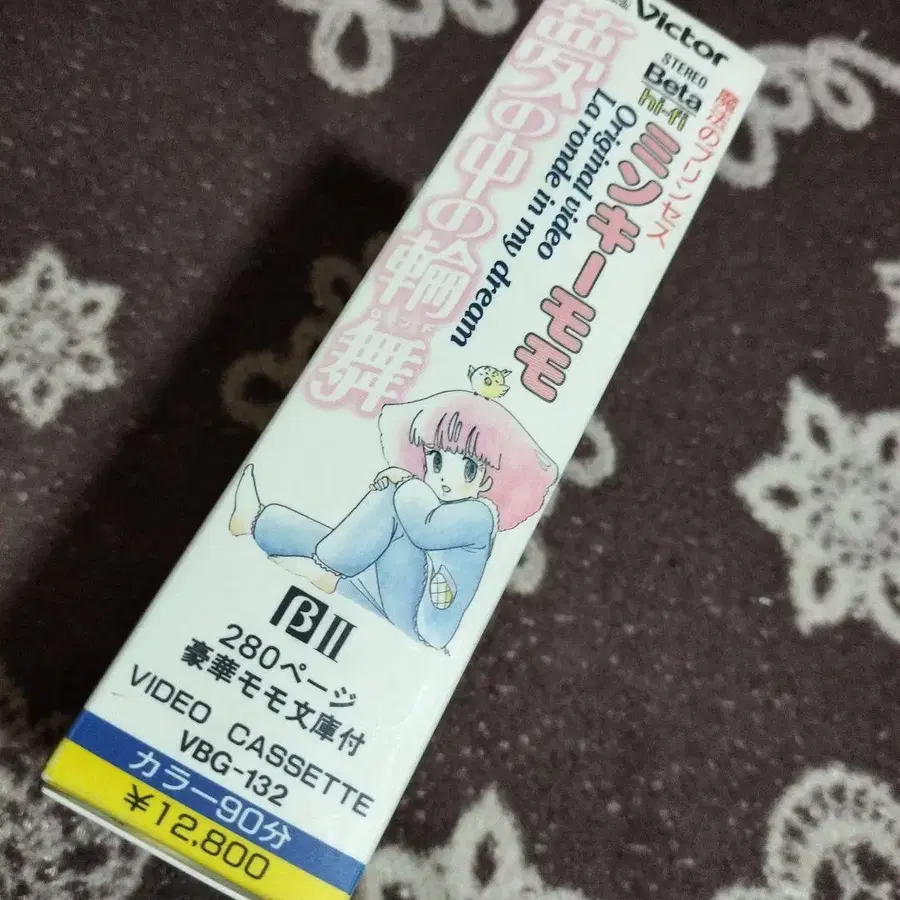 Victor
STEREO
Beta
hi-fi
魔法のプリンセス
ミンキーモモ
Original video
La ronde in my dream
夢の中の輪舞
ロンド
βII
280ページ
豪華モモ文庫付
VIDEO CASSETTE
VBG-132
カラー90分
¥12,800